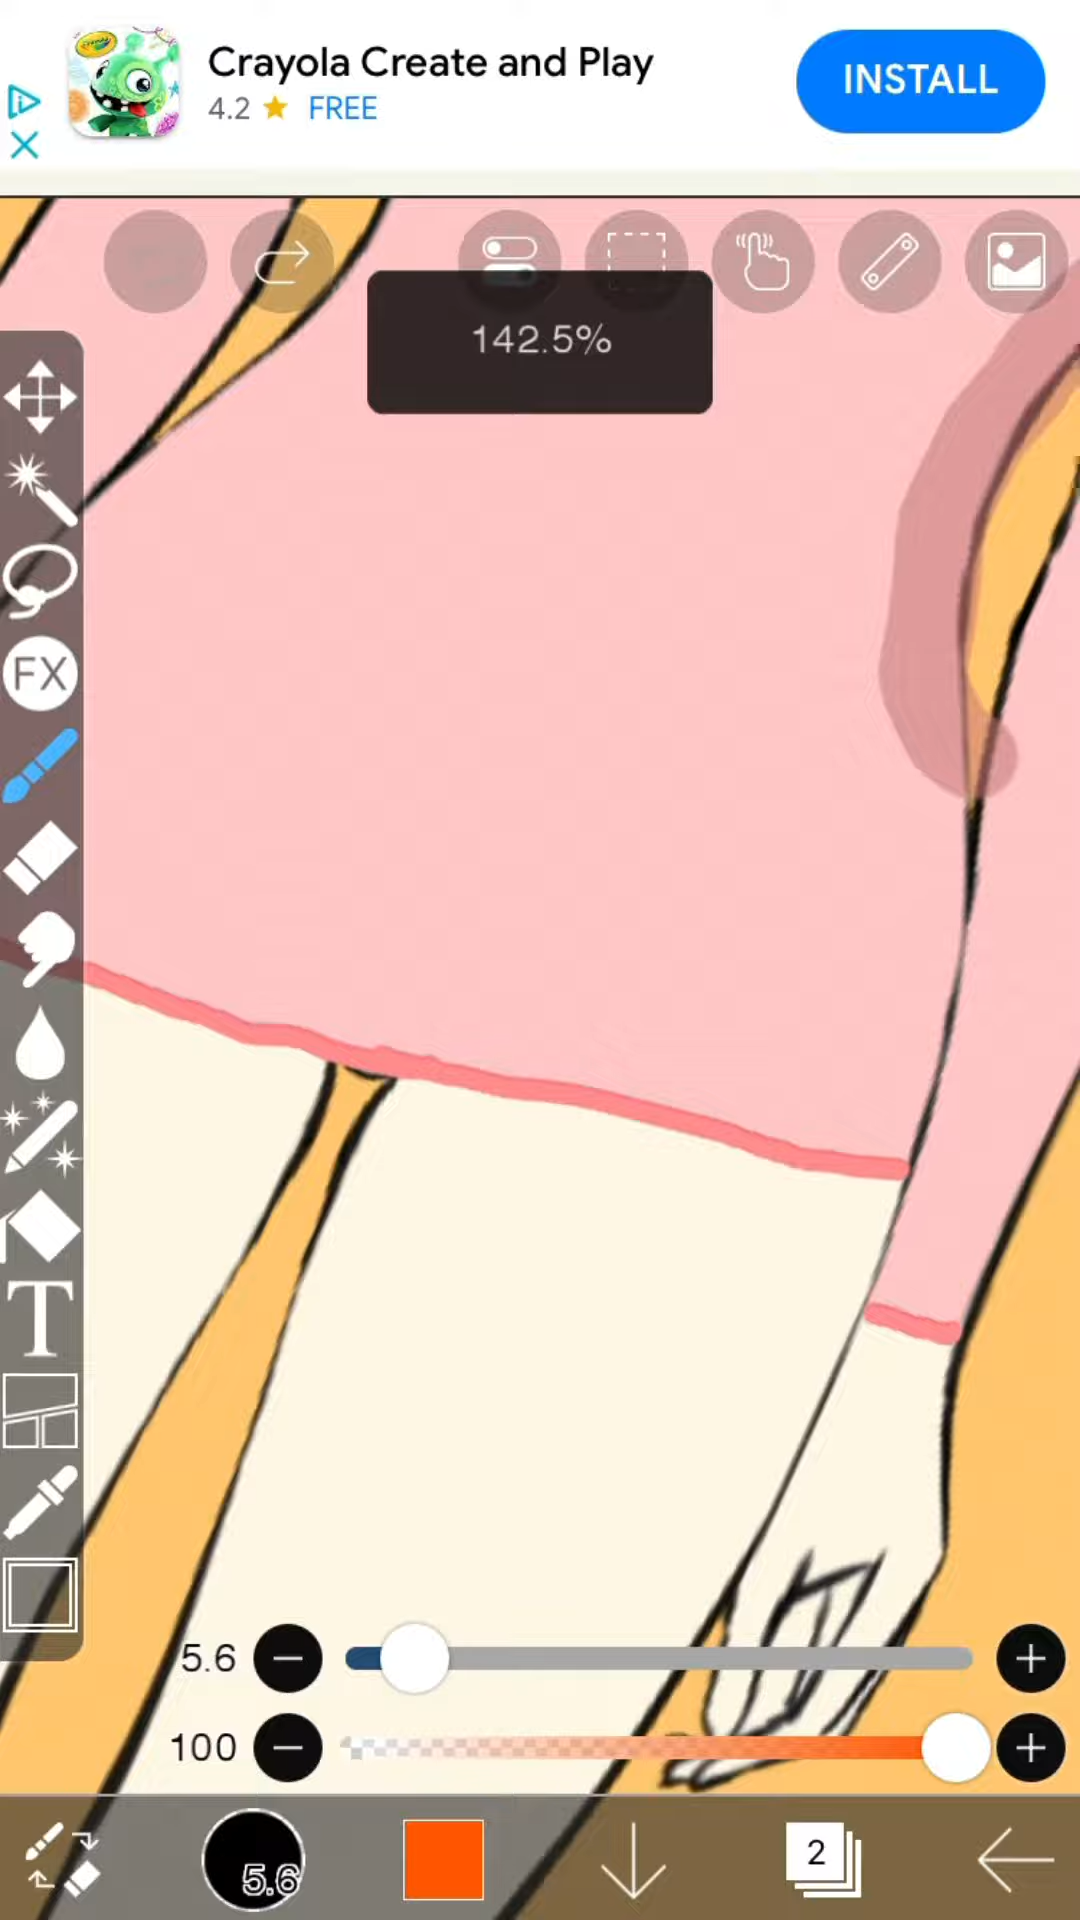 Crayola Create and Play
4.2 FREE
INSTALL
142.5%
FX
T
5.6
100
5.6
2